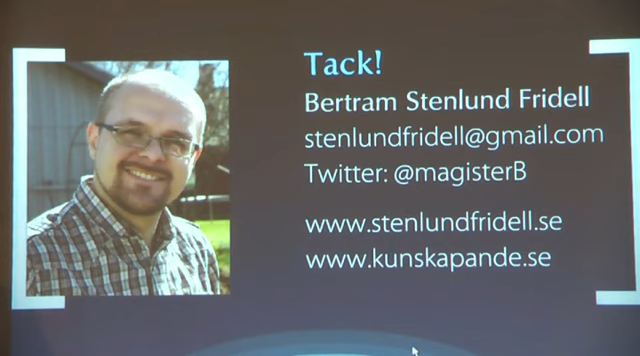 Tack!
Bertram Stenlund Fridell
stenlundfridell@gmail.com
Twitter: @magisterB
www.stenlundfridell.se
www.kunskapande.se